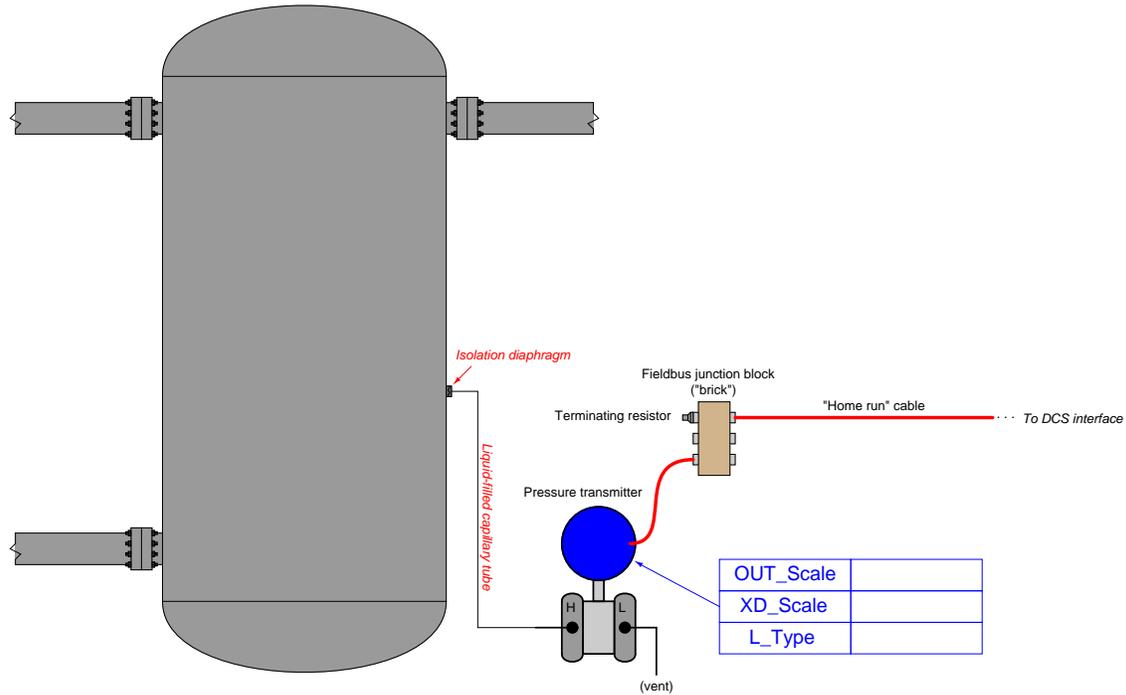 Isolation diaphragm
Liquid-filled capillary tube
Fieldbus junction block
("brick")
Terminating resistor
"Home run" cable
To DCS interface
Pressure transmitter
H
L
(vent)
OUT_Scale
XD_Scale
L_Type